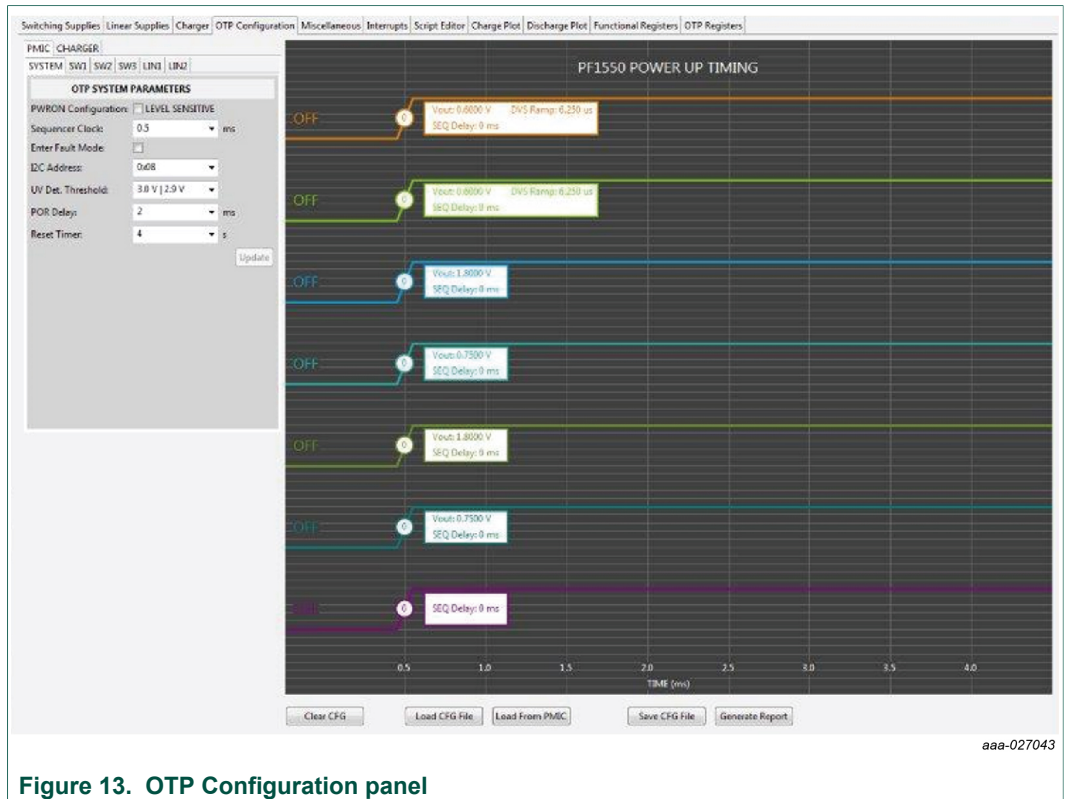 Switching Supplies Linear Supplies Charger OTP Configuration Miscellaneous Interrupts Script Editor Charge Plot Discharge Plot Functional Registers OTP Registers
PMIC CHARGER
SYSTEM SW1 SW2 SW3 LIN1 LIN2
OTP SYSTEM PARAMETERS
PWRON Configuration: LEVEL SENSITIVE
Sequencer Clock: 0.5 ms
Enter Fault Mode:
I2C Address: 0x08
UV Det. Threshold: 3.0 V | 2.9 V
POR Delay: 2 ms
Reset Timer: 4 s
Update
PF1550 POWER UP TIMING
OFF 0 Vout: 0.6000 V DVS Ramp: 6.250 us
SEQ Delay: 0 ms
OFF 0 Vout: 0.6000 V DVS Ramp: 6.250 us
SEQ Delay: 0 ms
OFF 0 Vout: 1.8000 V
SEQ Delay: 0 ms
OFF 0 Vout: 0.7500 V
SEQ Delay: 0 ms
OFF 0 Vout: 1.8000 V
SEQ Delay: 0 ms
OFF 0 Vout: 0.7500 V
SEQ Delay: 0 ms
0 SEQ Delay: 0 ms
0.5 1.0 1.5 2.0 2.5 3.0 3.5 4.0
TIME (ms)
Clear CFG Load CFG File Load From PMIC Save CFG File Generate Report
aaa-027043
Figure 13. OTP Configuration panel